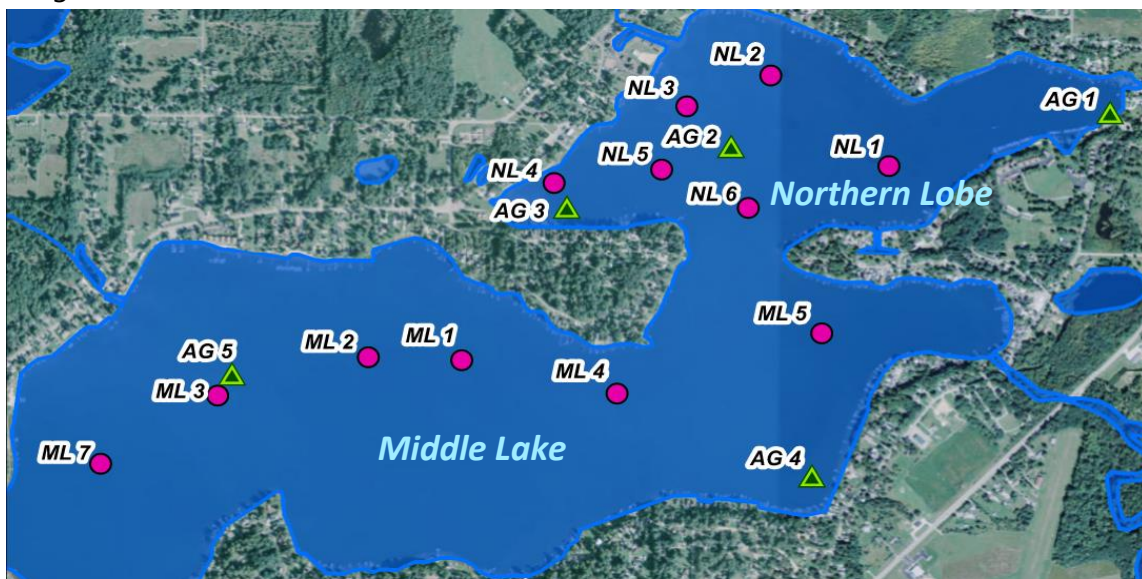 NL 2
NL 3
AG 1
AG 2
NL 5
NL 1
NL 4
Northern Lobe
NL 6
AG 3
ML 5
ML 2
ML 1
AG 5
ML 4
ML 3
Middle Lake
ML 7
AG 4